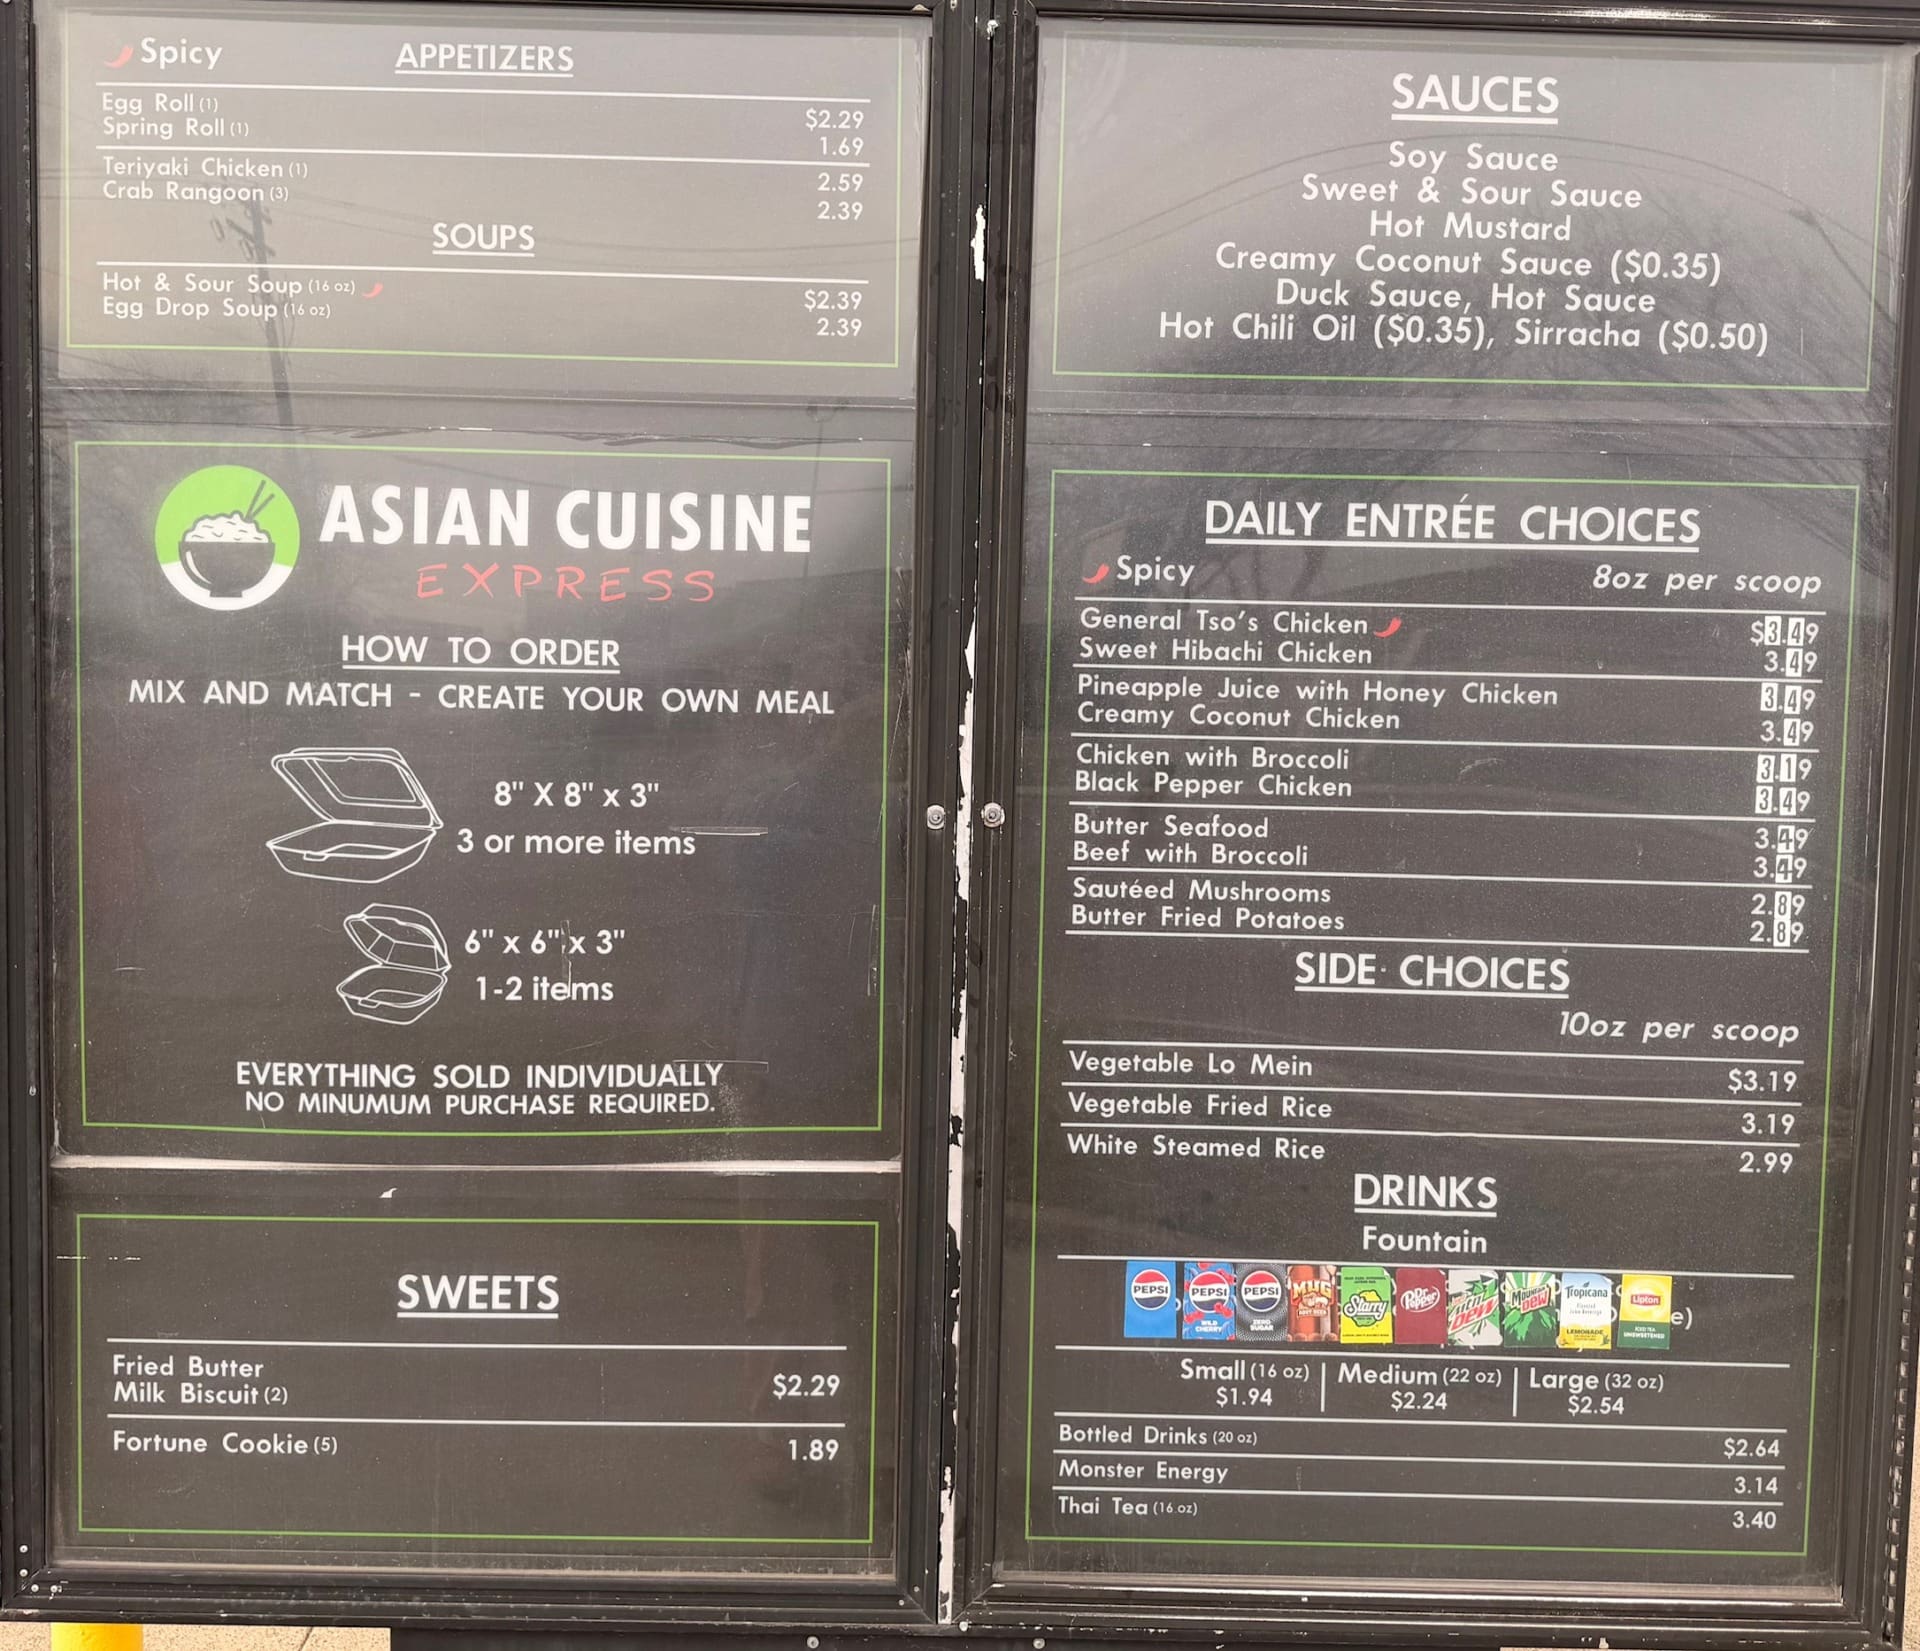 Spicy APPETIZERS
Egg Roll (1) $2.29
Spring Roll (1) 1.69
Teriyaki Chicken (1) 2.59
Crab Rangoon (3) 2.39
SOUPS
Hot & Sour Soup (16 oz) $2.39
Egg Drop Soup (16 oz) 2.39
ASIAN CUISINE
EXPRESS
HOW TO ORDER
MIX AND MATCH - CREATE YOUR OWN MEAL
8" X 8" x 3"
3 or more items
6" x 6" x 3"
1-2 items
EVERYTHING SOLD INDIVIDUALLY
NO MINUMUM PURCHASE REQUIRED.
SWEETS
Fried Butter
Milk Biscuit (2) $2.29
Fortune Cookie (5) 1.89
SAUCES
Soy Sauce
Sweet & Sour Sauce
Hot Mustard
Creamy Coconut Sauce ($0.35)
Duck Sauce, Hot Sauce
Hot Chili Oil ($0.35), Sirracha ($0.50)
DAILY ENTRÉE CHOICES
Spicy 8oz per scoop
General Tso's Chicken $3.49
Sweet Hibachi Chicken 3.49
Pineapple Juice with Honey Chicken 3.49
Creamy Coconut Chicken 3.49
Chicken with Broccoli 3.19
Black Pepper Chicken 3.49
Butter Seafood 3.49
Beef with Broccoli 3.49
Sautéed Mushrooms 2.89
Butter Fried Potatoes 2.89
SIDE CHOICES
10oz per scoop
Vegetable Lo Mein $3.19
Vegetable Fried Rice 3.19
White Steamed Rice 2.99
DRINKS
Fountain
PEPSI PEPSI WILD CHERRY PEPSI ZERO SUGAR MUG ROOT BEER Starry Dr Pepper mtn DEW MOUNTAIN DEW Tropicana LEMONADE Lipton ICED TEA UNSWEETENED e)
Small (16 oz) | Medium (22 oz) | Large (32 oz)
$1.94 $2.24 $2.54
Bottled Drinks (20 oz) $2.64
Monster Energy 3.14
Thai Tea (16 oz) 3.40